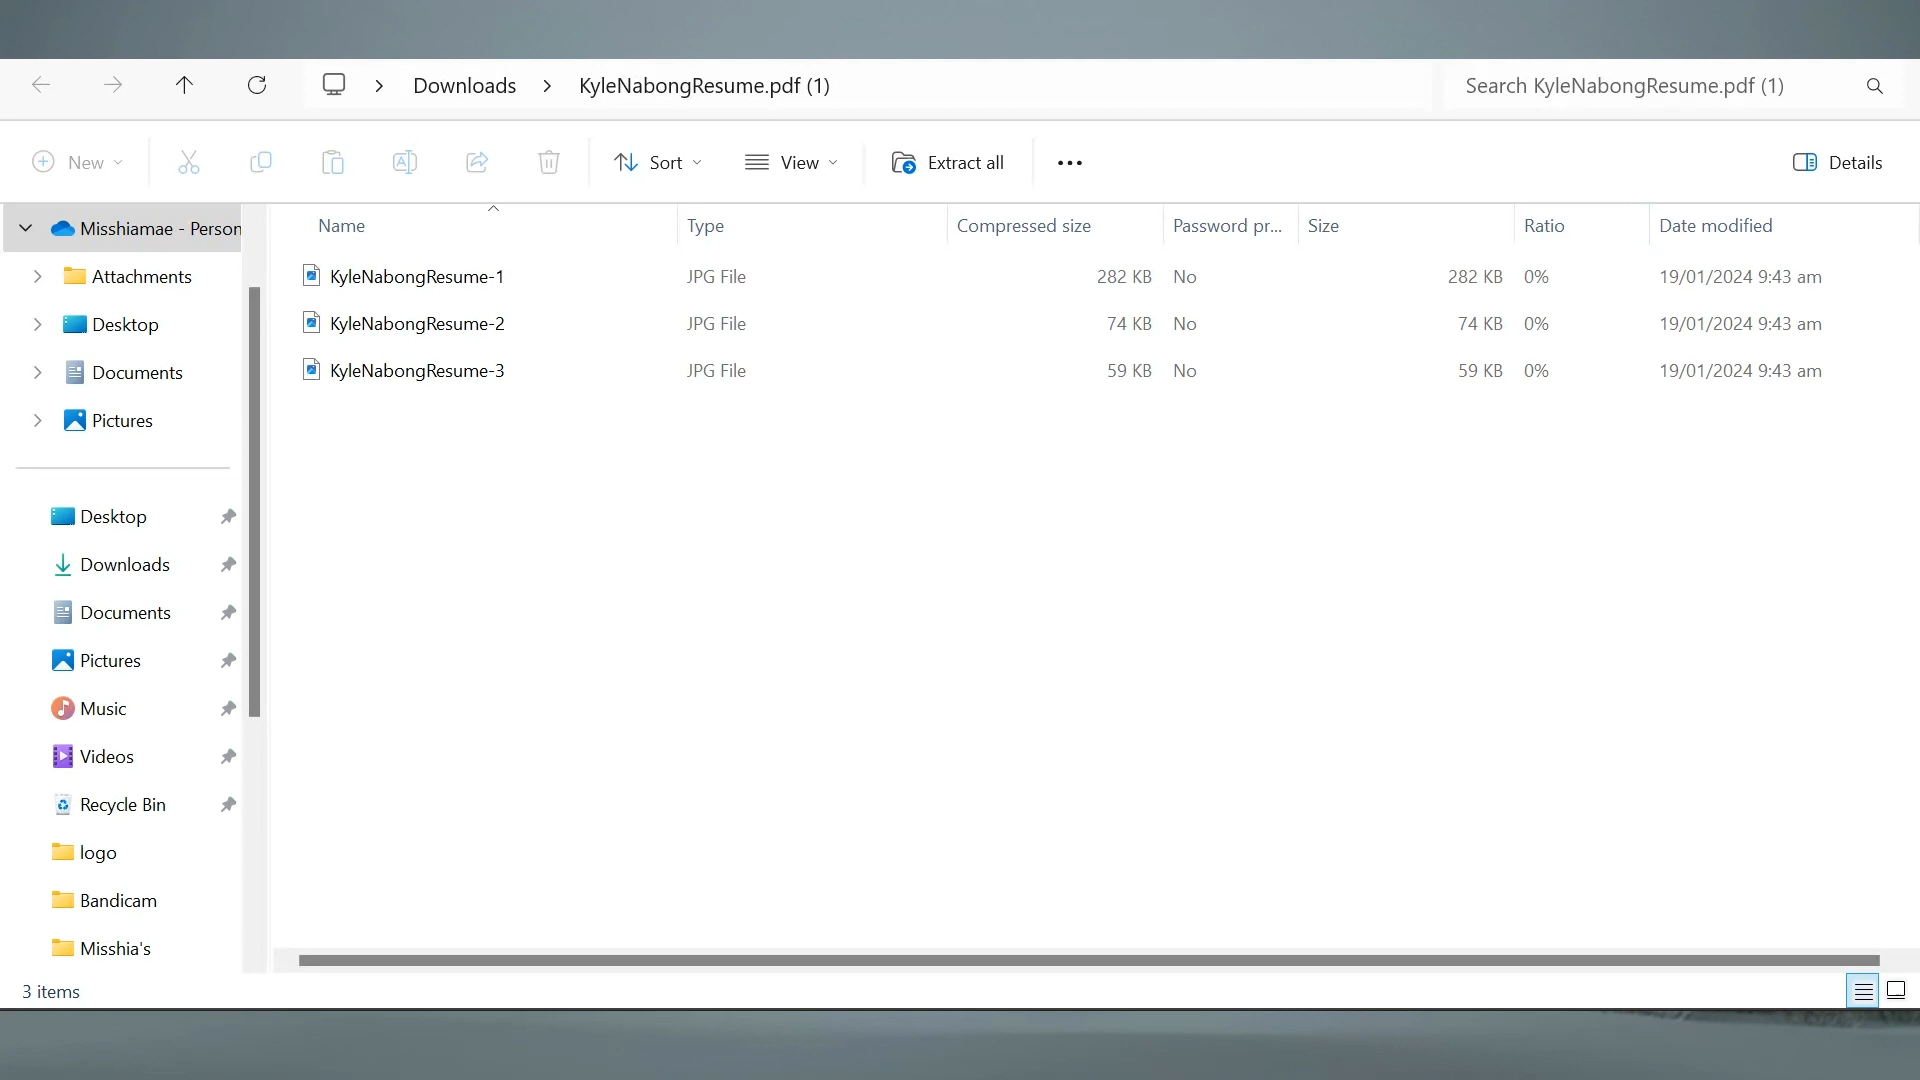 Downloads > KyleNabongResume.pdf (1)
Search KyleNabongResume.pdf (1)
New
Sort
View
Extract all
Details
Misshiamae - Person
Attachments
Desktop
Documents
Pictures
Desktop
Downloads
Documents
Pictures
Music
Videos
Recycle Bin
logo
Bandicam
Misshia's
Name Type Compressed size Password pr... Size Ratio Date modified
KyleNabongResume-1 JPG File 282 KB No 282 KB 0% 19/01/2024 9:43 am
KyleNabongResume-2 JPG File 74 KB No 74 KB 0% 19/01/2024 9:43 am
KyleNabongResume-3 JPG File 59 KB No 59 KB 0% 19/01/2024 9:43 am
3 items